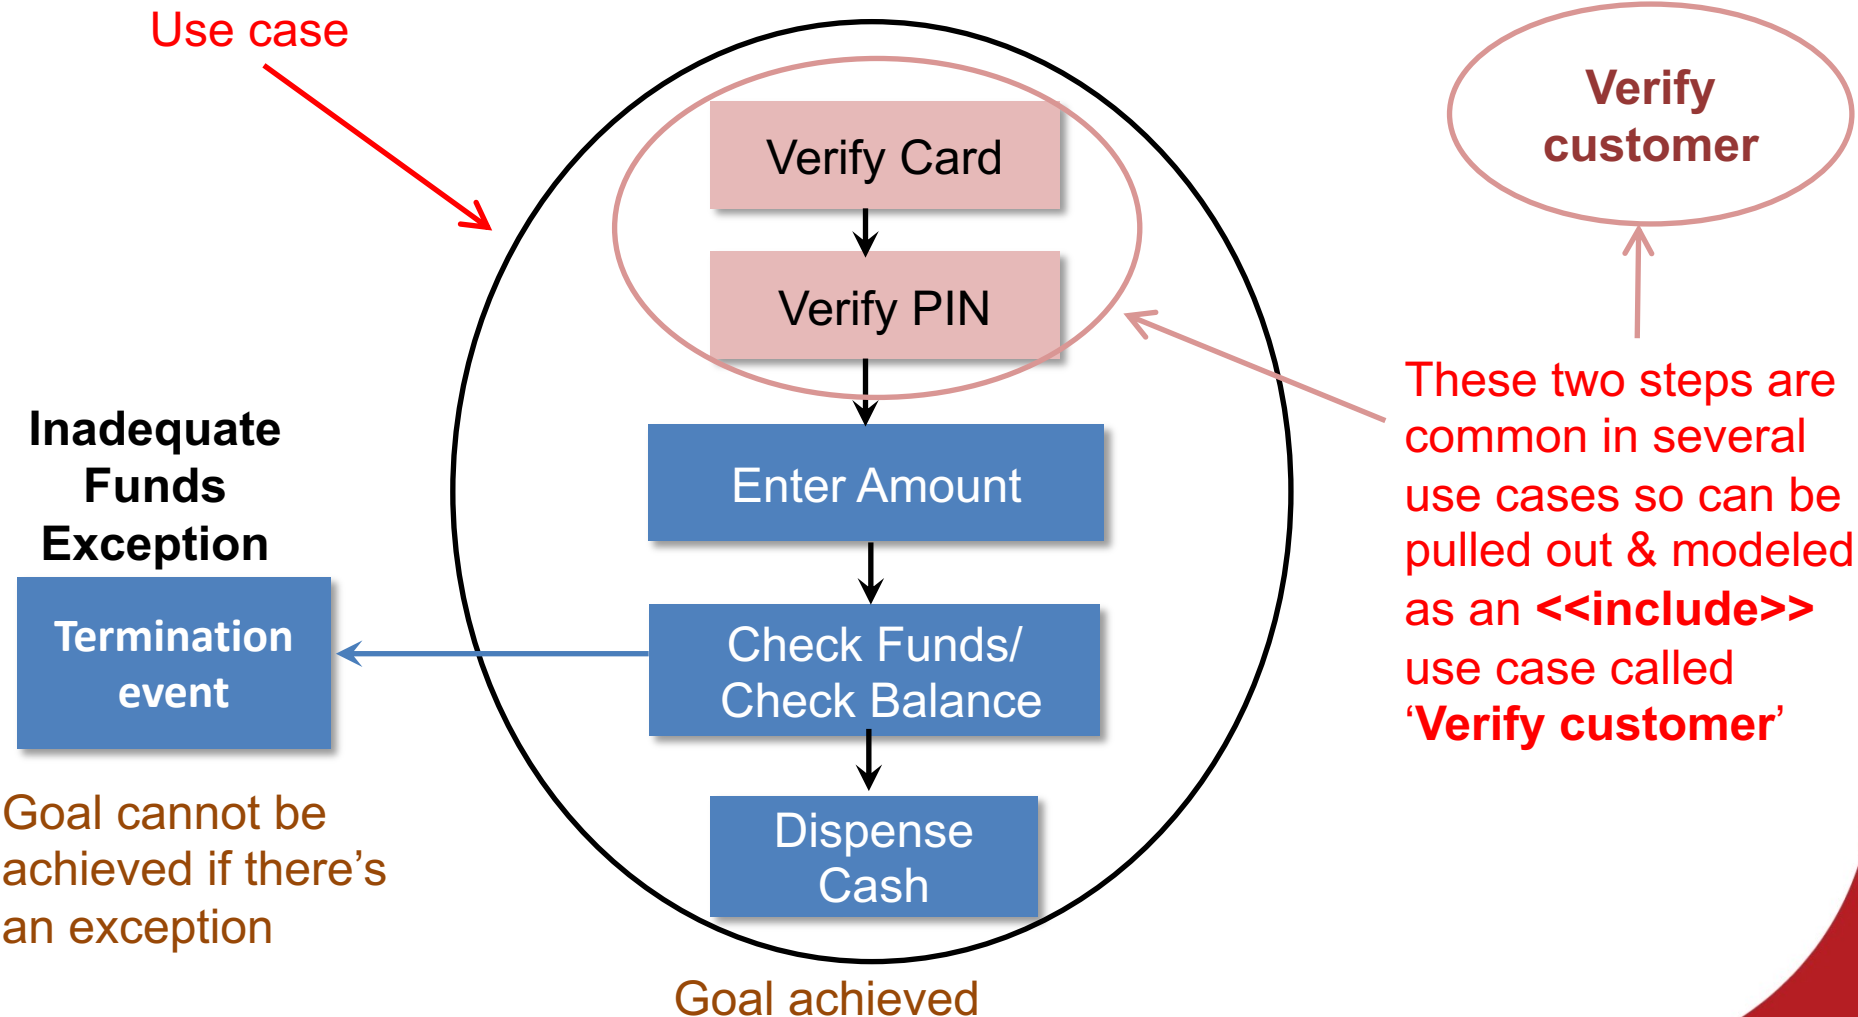 Use case
Verify Card
Verify PIN
Enter Amount
Check Funds/
Check Balance
Dispense
Cash
Goal achieved
Inadequate
Funds
Exception
Termination
event
Goal cannot be
achieved if there’s
an exception
Verify
customer
These two steps are
common in several
use cases so can be
pulled out & modeled
as an <<include>>
use case called
‘Verify customer’